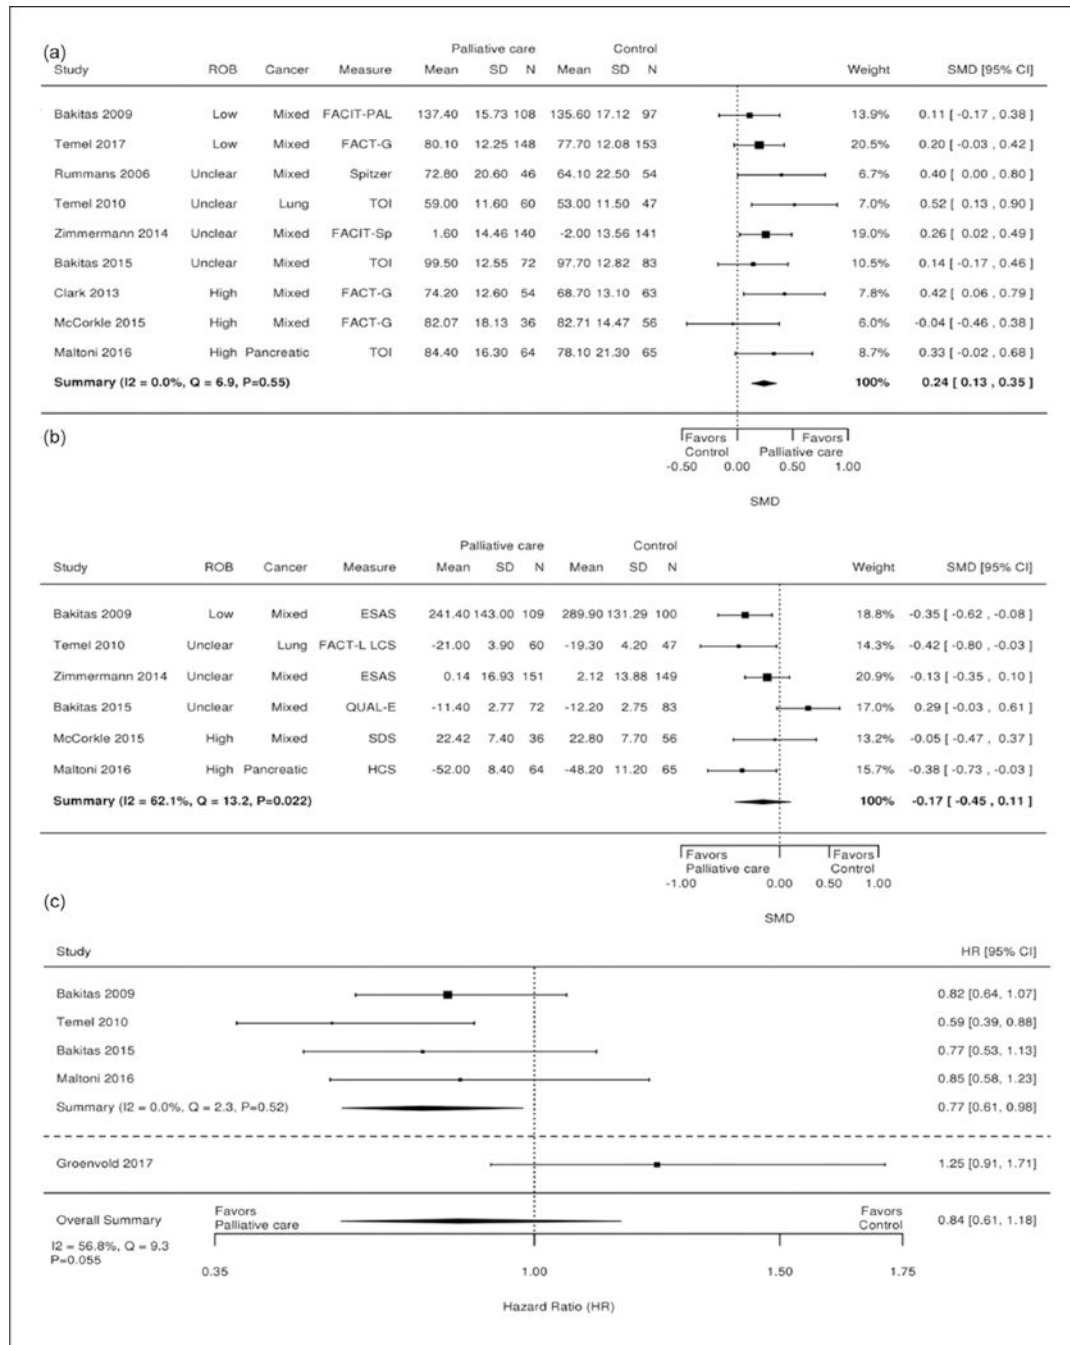 (a)
Palliative care Control
Study ROB Cancer Measure Mean SD N Mean SD N Weight SMD [95% CI]
Bakitas 2009 Low Mixed FACIT-PAL 137.40 15.73 108 135.60 17.12 97 13.9% 0.11 [ -0.17 , 0.38 ]
Temel 2017 Low Mixed FACT-G 80.10 12.25 148 77.70 12.08 153 20.5% 0.20 [ -0.03 , 0.42 ]
Rummans 2006 Unclear Mixed Spitzer 72.80 20.60 46 64.10 22.50 54 6.7% 0.40 [ 0.00 , 0.80 ]
Temel 2010 Unclear Lung TOI 59.00 11.60 60 53.00 11.50 47 7.0% 0.52 [ 0.13 , 0.90 ]
Zimmermann 2014 Unclear Mixed FACIT-Sp 1.60 14.46 140 -2.00 13.56 141 19.0% 0.26 [ 0.02 , 0.49 ]
Bakitas 2015 Unclear Mixed TOI 99.50 12.55 72 97.70 12.82 83 10.5% 0.14 [ -0.17 , 0.46 ]
Clark 2013 High Mixed FACT-G 74.20 12.60 54 68.70 13.10 63 7.8% 0.42 [ 0.06 , 0.79 ]
McCorkle 2015 High Mixed FACT-G 82.07 18.13 36 82.71 14.47 56 6.0% -0.04 [ -0.46 , 0.38 ]
Maltoni 2016 High Pancreatic TOI 84.40 16.30 64 78.10 21.30 65 8.7% 0.33 [ -0.02 , 0.68 ]
Summary (I2 = 0.0%, Q = 6.9, P=0.55) 100% 0.24 [ 0.13 , 0.35 ]
(b)
Favors Favors
Control Palliative care
-0.50 0.00 0.50 1.00
SMD
Palliative care Control
Study ROB Cancer Measure Mean SD N Mean SD N Weight SMD [95% CI]
Bakitas 2009 Low Mixed ESAS 241.40 143.00 109 289.90 131.29 100 18.8% -0.35 [ -0.62 , -0.08 ]
Temel 2010 Unclear Lung FACT-L LCS -21.00 3.90 60 -19.30 4.20 47 14.3% -0.42 [ -0.80 , -0.03 ]
Zimmermann 2014 Unclear Mixed ESAS 0.14 16.93 151 2.12 13.88 149 20.9% -0.13 [ -0.35 , 0.10 ]
Bakitas 2015 Unclear Mixed QUAL-E -11.40 2.77 72 -12.20 2.75 83 17.0% 0.29 [ -0.03 , 0.61 ]
McCorkle 2015 High Mixed SDS 22.42 7.40 36 22.80 7.70 56 13.2% -0.05 [ -0.47 , 0.37 ]
Maltoni 2016 High Pancreatic HCS -52.00 8.40 64 -48.20 11.20 65 15.7% -0.38 [ -0.73 , -0.03 ]
Summary (I2 = 62.1%, Q = 13.2, P=0.022) 100% -0.17 [ -0.45 , 0.11 ]
Favors Favors
Palliative care Control
-1.00 0.00 0.50 1.00
(c)
SMD
Study HR [95% CI]
Bakitas 2009 0.82 [0.64, 1.07]
Temel 2010 0.59 [0.39, 0.88]
Bakitas 2015 0.77 [0.53, 1.13]
Maltoni 2016 0.85 [0.58, 1.23]
Summary (I2 = 0.0%, Q = 2.3, P=0.52) 0.77 [0.61, 0.98]
Groenvold 2017 1.25 [0.91, 1.71]
Favors Favors
Overall Summary Palliative care Control 0.84 [0.61, 1.18]
I2 = 56.8%, Q = 9.3
P=0.055
0.35 1.00 1.50 1.75
Hazard Ratio (HR)